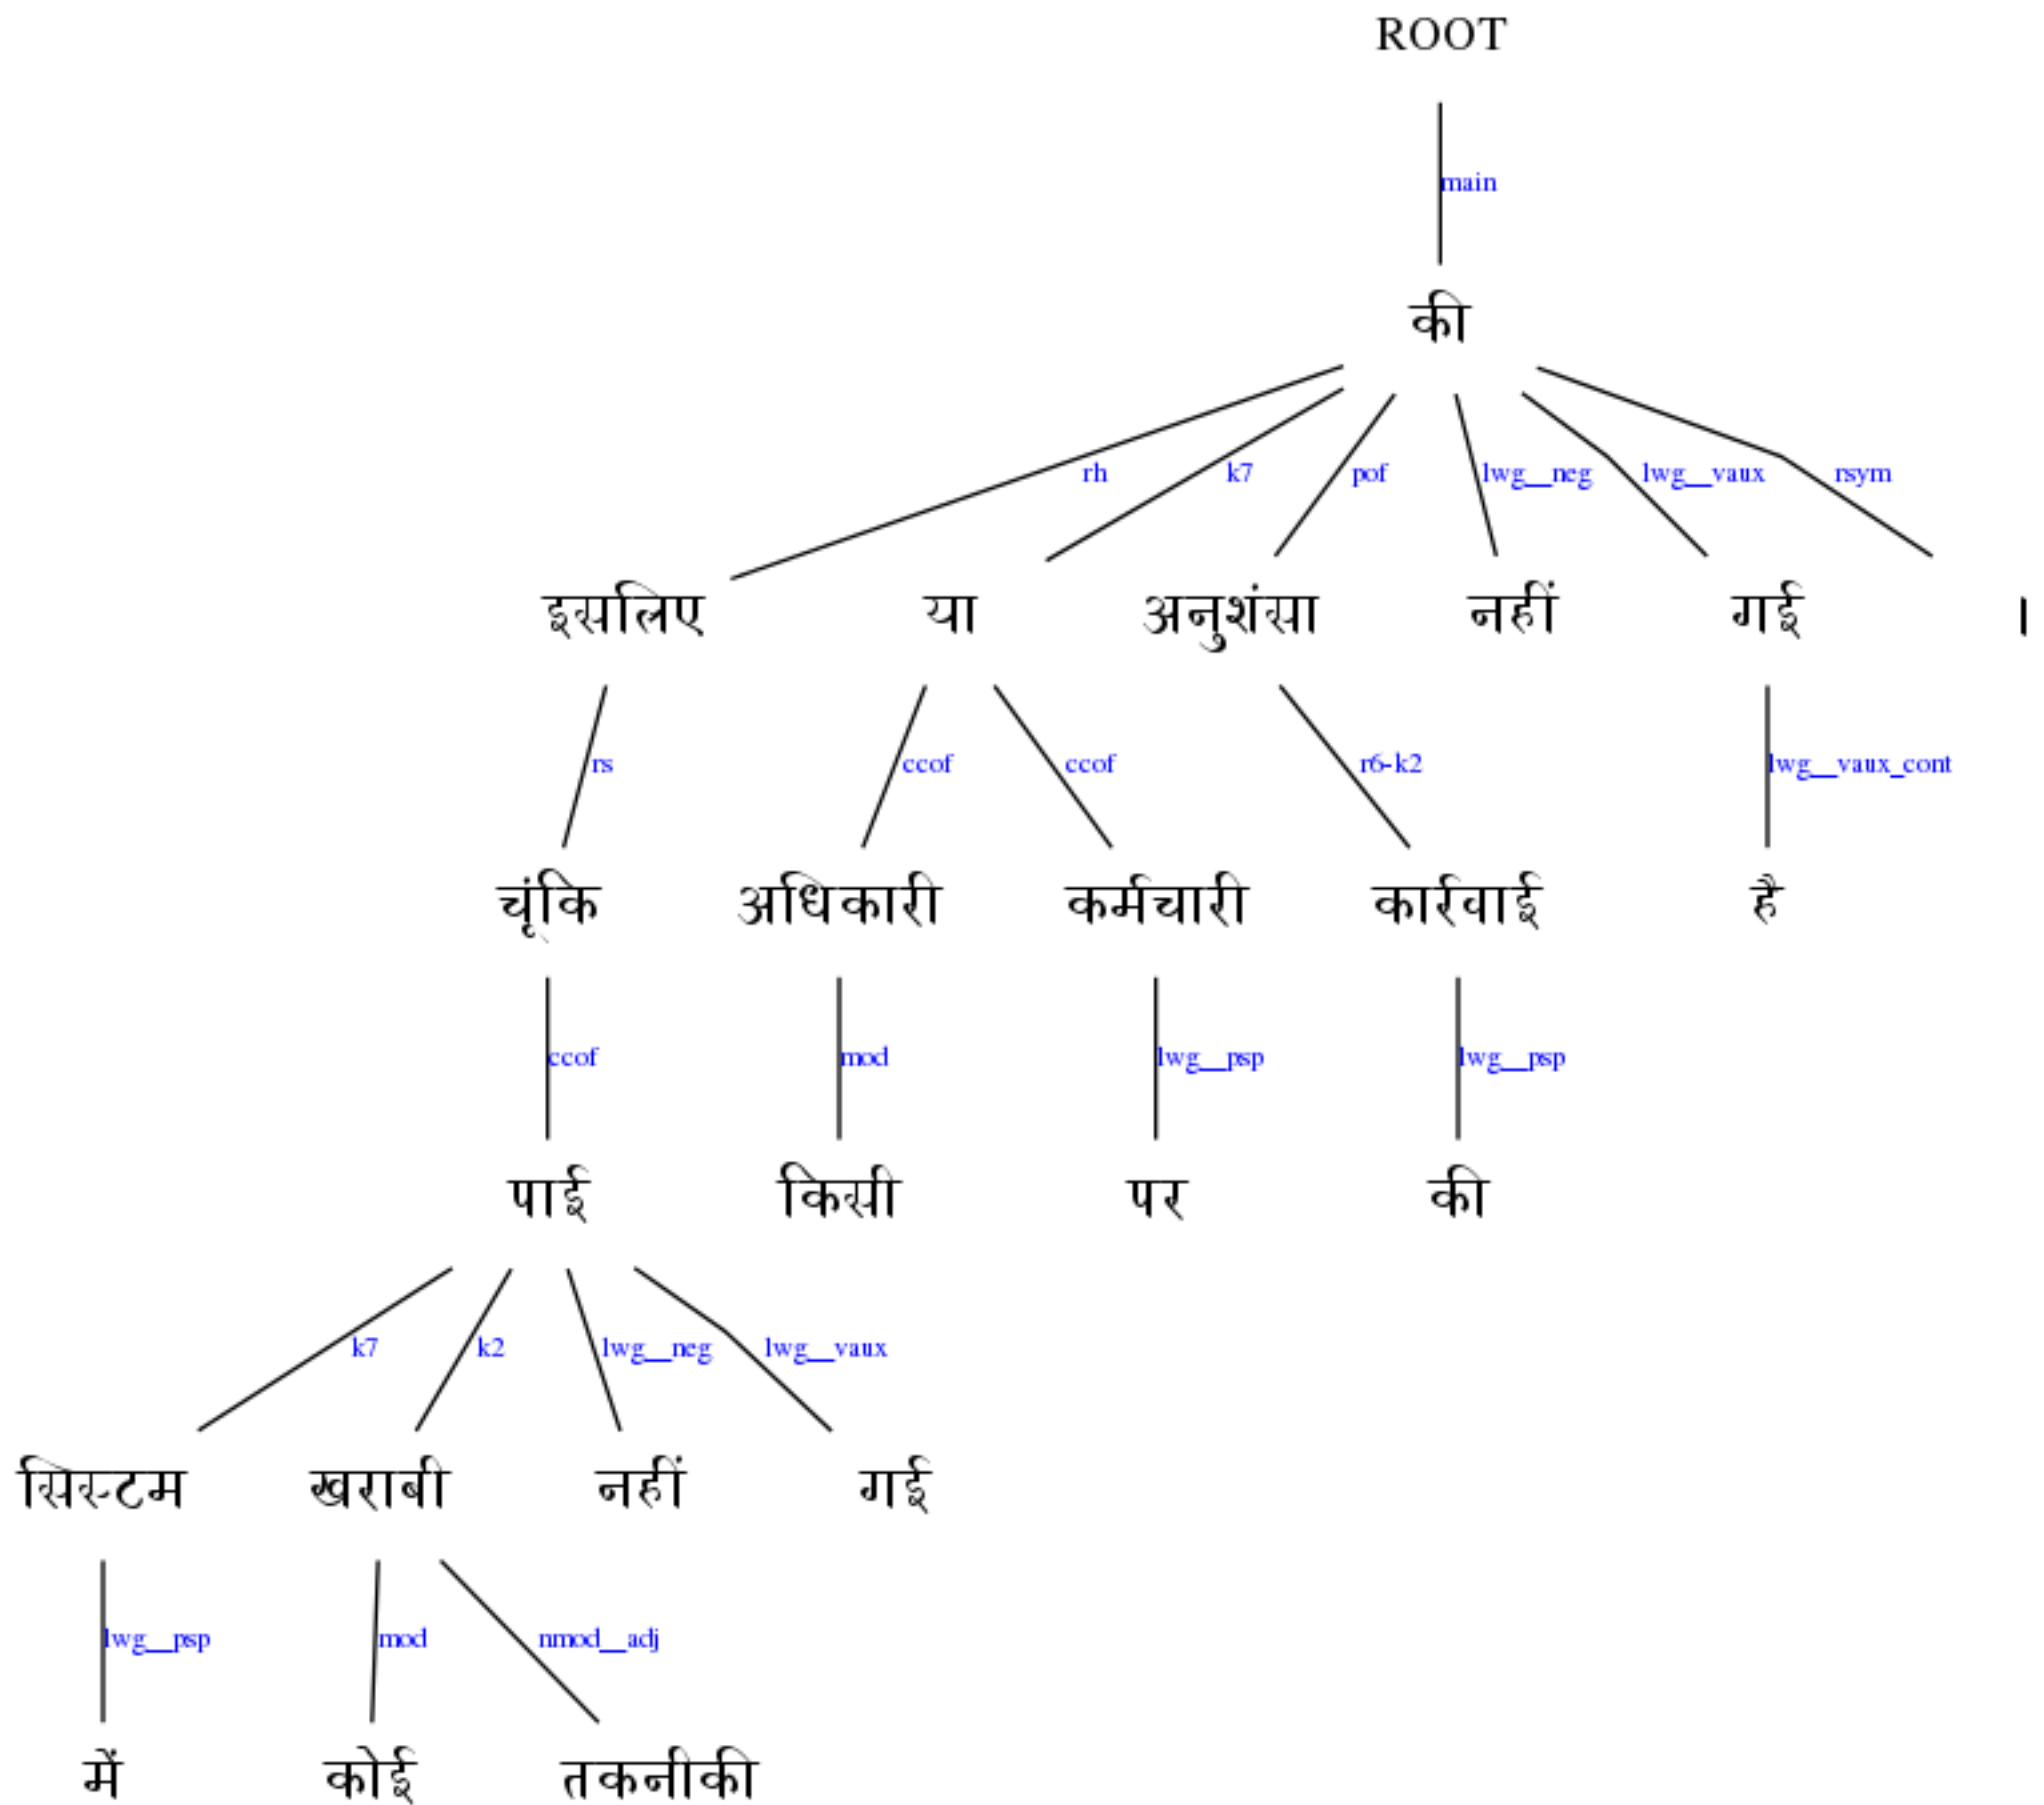 ROOT
main
की
rh k7 pof lwg__neg lwg__vaux rsym
इसलिए या अनुशंसा नहीं गई ।
rs ccof ccof r6-k2 lwg__vaux_cont
चूंकि अधिकारी कर्मचारी कार्रवाई है
ccof mod lwg__psp lwg__psp
पाई किसी पर की
k7 k2 lwg__neg lwg__vaux
सिस्टम खराबी नहीं गई
lwg__psp mod nmod__adj
में कोई तकनीकी